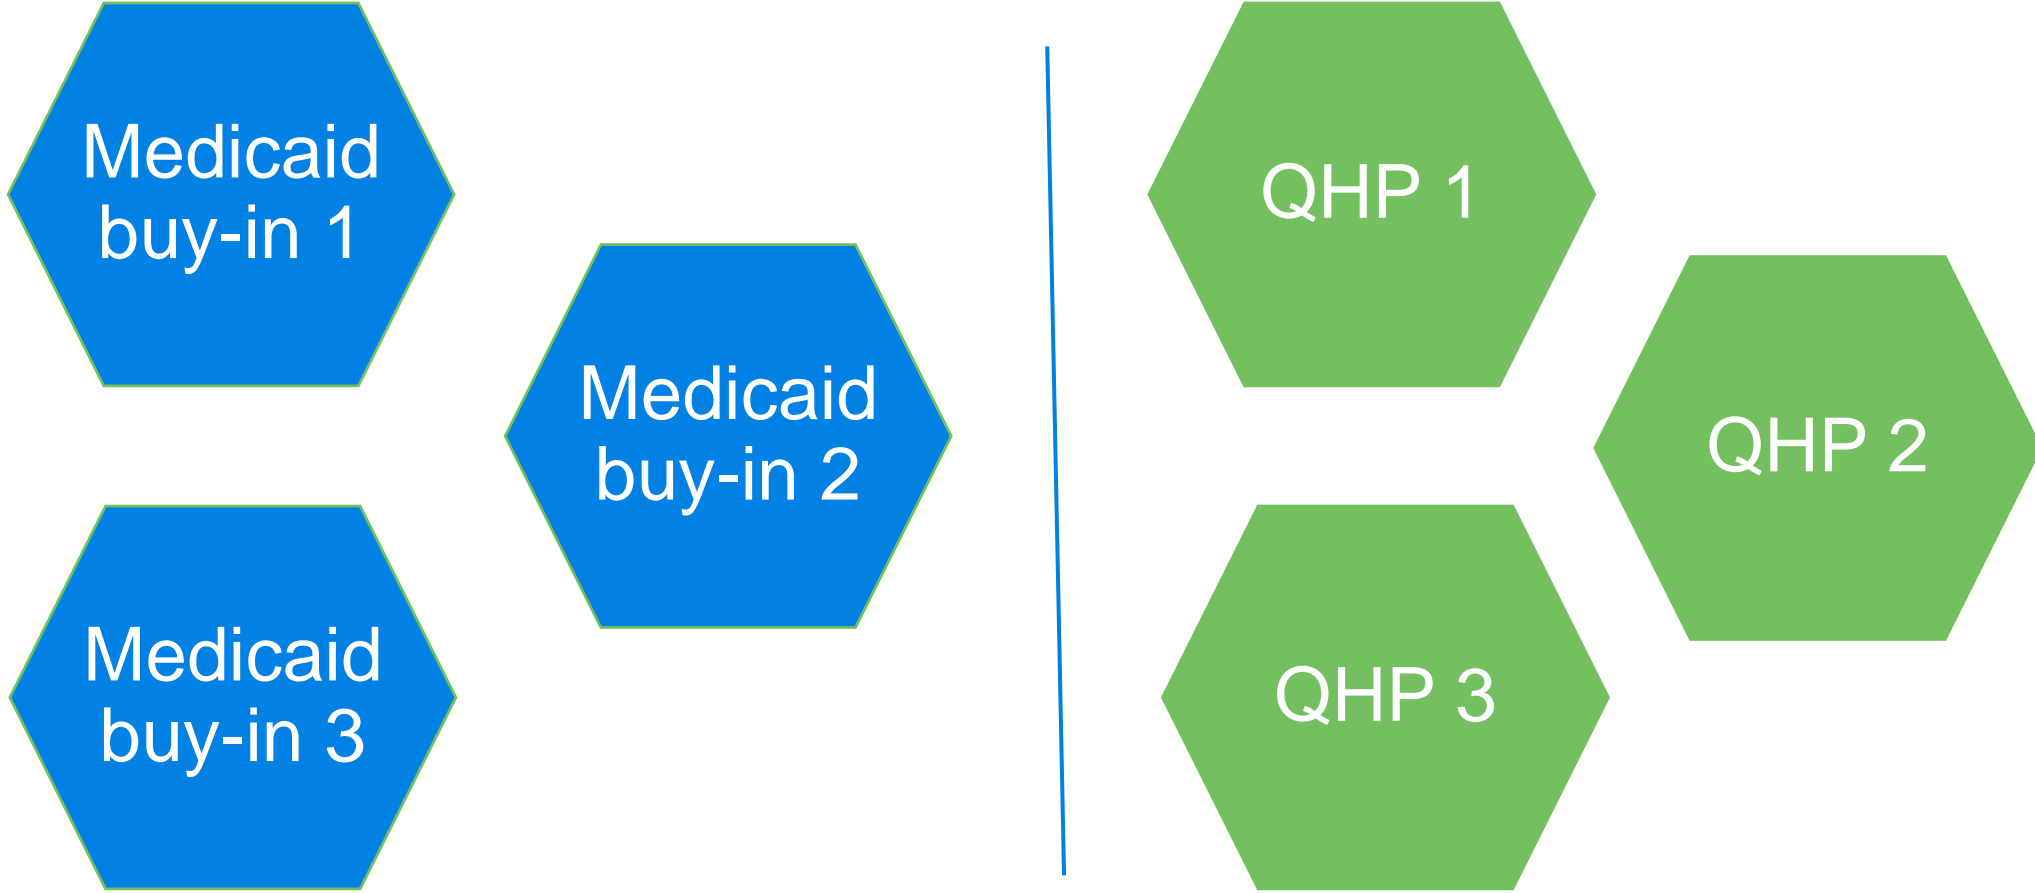 Medicaid
buy-in 1
Medicaid
buy-in 2
Medicaid
buy-in 3
QHP 1
QHP 2
QHP 3